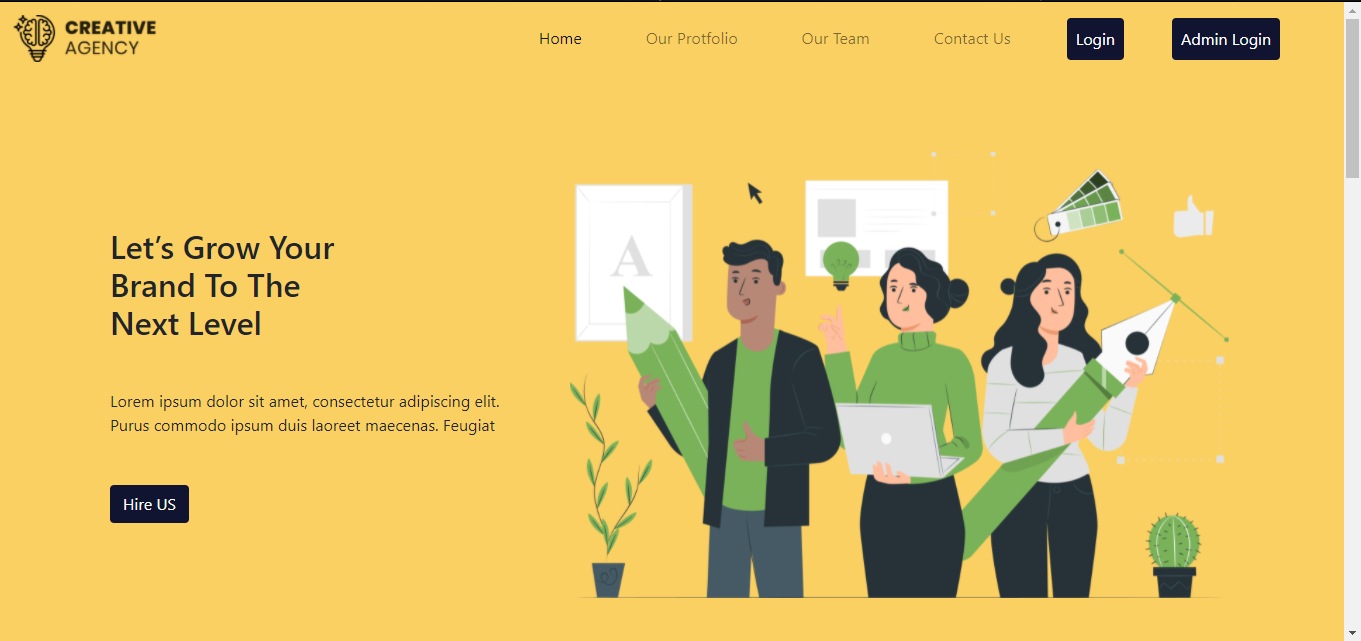 CREATIVE
AGENCY
Home
Our Protfolio
Our Team
Contact Us
Login
Admin Login
Let's Grow Your
Brand To The
Next Level
Lorem ipsum dolor sit amet, consectetur adipiscing elit.
Purus commodo ipsum duis laoreet maecenas. Feugiat
Hire US
A